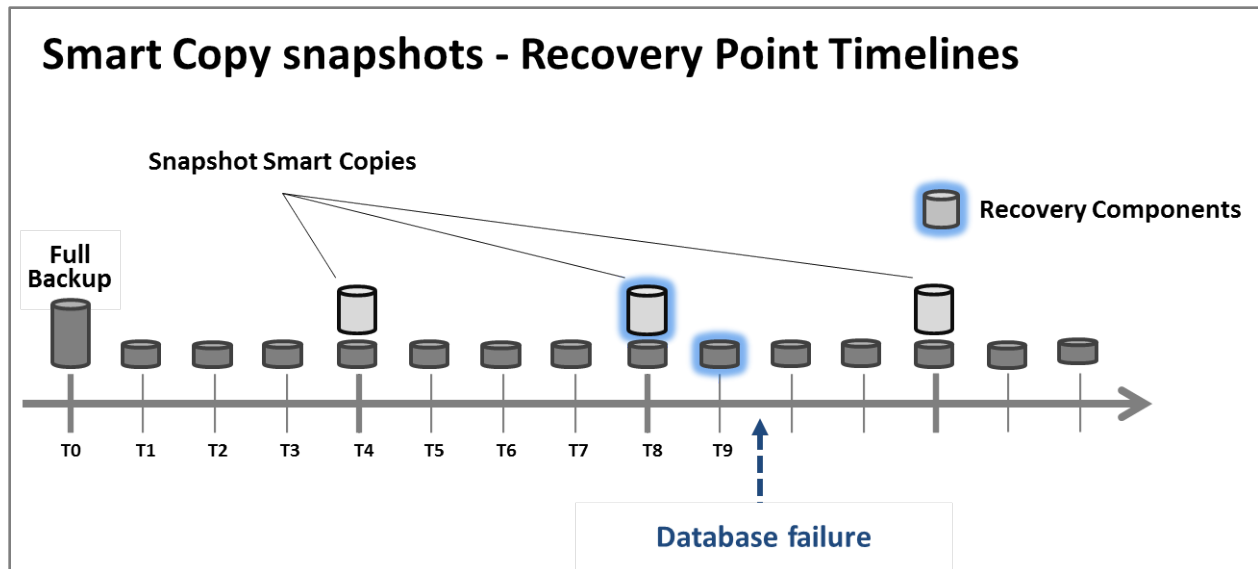 Smart Copy snapshots - Recovery Point Timelines
Snapshot Smart Copies
Recovery Components
Full
Backup
T0 T1 T2 T3 T4 T5 T6 T7 T8 T9
Database failure